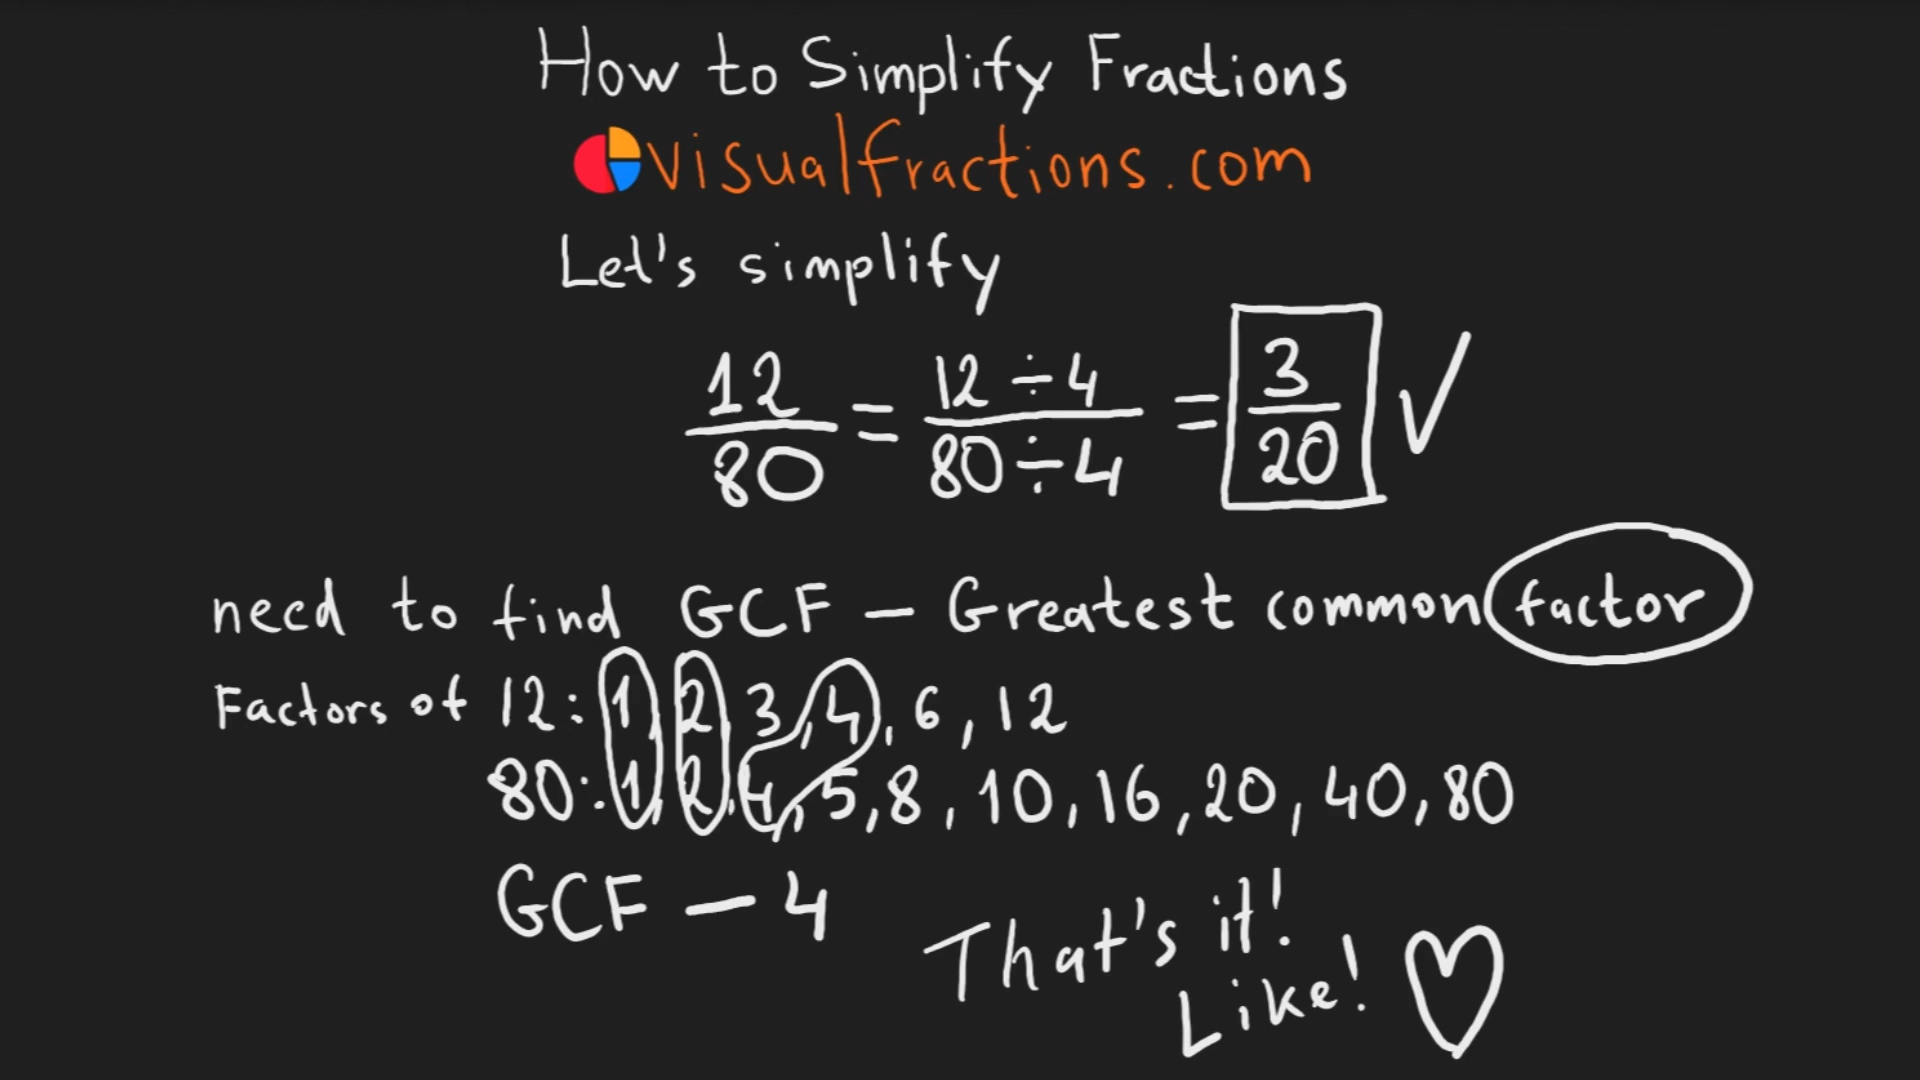 How to Simplify Fractions
visualfractions.com
Let's simplify
12/80 = 12÷4/80÷4 = 3/20 ✓
need to find GCF – Greatest common factor
Factors of 12: 1, 2, 3, 4, 6, 12
80: 1, 2, 4, 5, 8, 10, 16, 20, 40, 80
GCF – 4
That's it!
Like! ♡